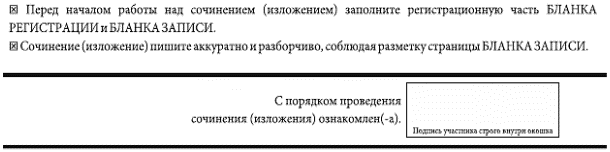 ☒ Перед началом работы над сочинением (изложением) заполните регистрационную часть БЛАНКА
РЕГИСТРАЦИИ и БЛАНКА ЗАПИСИ.
☒ Сочинение (изложение) пишите аккуратно и разборчиво, соблюдая разметку страницы БЛАНКА ЗАПИСИ.
С порядком проведения
сочинения (изложения) ознакомлен(-а).
Подпись участника строго внутри окошка